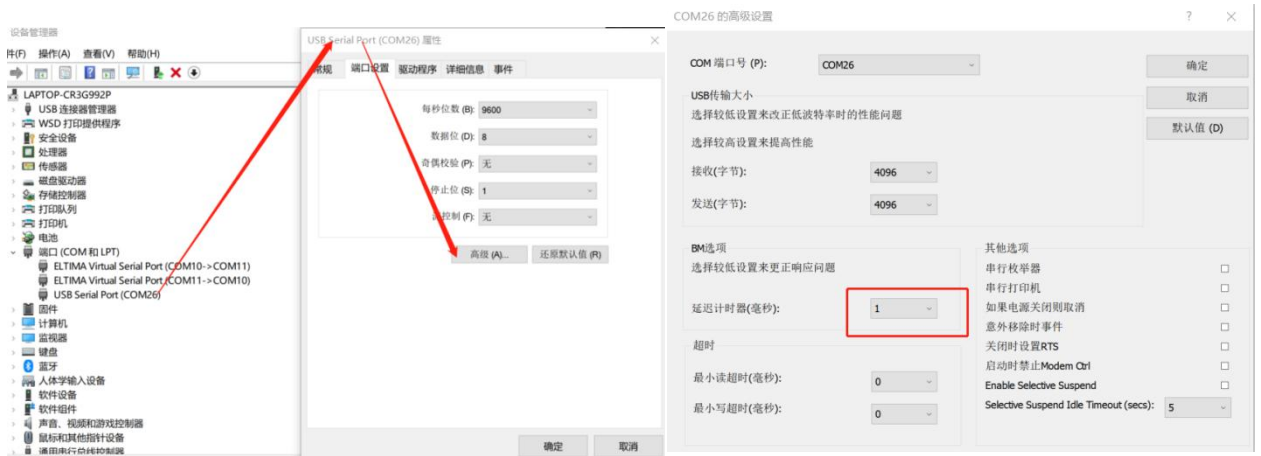 设备管理器
件(F) 操作(A) 查看(V) 帮助(H)
LAPTOP-CR3G992P
USB 连接器管理器
WSD 打印提供程序
安全设备
处理器
传感器
磁盘驱动器
存储控制器
打印队列
打印机
电池
端口 (COM 和 LPT)
ELTIMA Virtual Serial Port (COM10->COM11)
ELTIMA Virtual Serial Port (COM11->COM10)
USB Serial Port (COM26)
固件
计算机
监视器
键盘
蓝牙
人体学输入设备
软件设备
软件组件
声音、视频和游戏控制器
鼠标和其他指针设备
通用串行总线控制器
USB Serial Port (COM26) 属性
常规 端口设置 驱动程序 详细信息 事件
每秒位数 (B): 9600
数据位 (D): 8
奇偶校验 (P): 无
停止位 (S): 1
控制 (F): 无
高级 (A)... 还原默认值 (R)
确定 取消
COM26 的高级设置
COM 端口号 (P): COM26
确定
取消
默认值 (D)
USB传输大小
选择较低设置来改正低波特率时的性能问题
选择较高设置来提高性能
接收(字节): 4096
发送(字节): 4096
BM选项
选择较低设置来更正响应问题
延迟计时器(毫秒): 1
超时
最小读超时(毫秒): 0
最小写超时(毫秒): 0
其他选项
串行枚举器
串行打印机
如果电源关闭则取消
意外移除时事件
关闭时设置RTS
启动时禁止Modem Ctrl
Enable Selective Suspend
Selective Suspend Idle Timeout (secs): 5